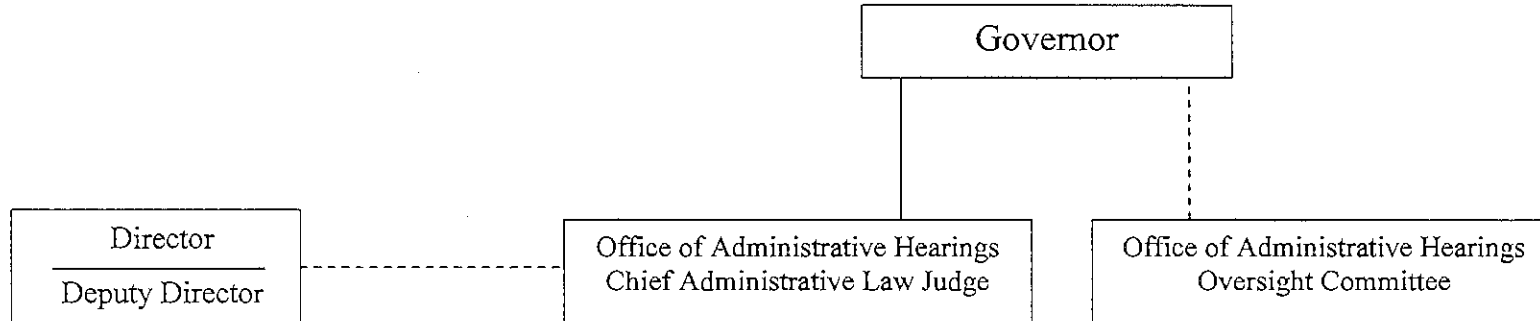 Governor
Director
Deputy Director
Office of Administrative Hearings
Chief Administrative Law Judge
Office of Administrative Hearings
Oversight Committee